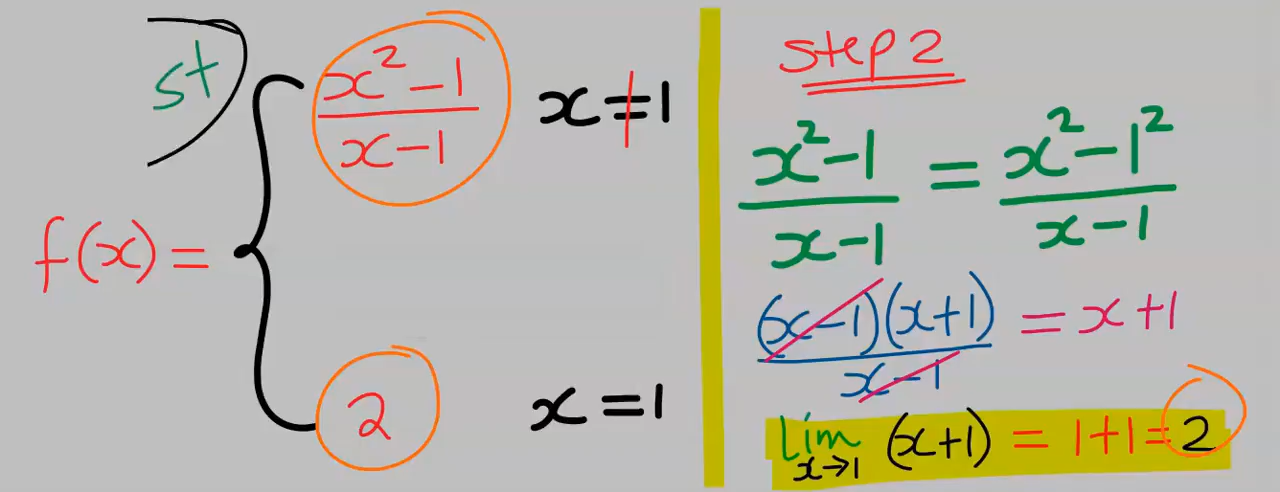 st
x² - 1
x - 1
x ≠ 1
f(x) =
2
x = 1
step 2
x² - 1 / x - 1 = x² - 1² / x - 1
(x - 1)(x + 1) / x - 1 = x + 1
lim x→1 (x + 1) = 1 + 1 = 2